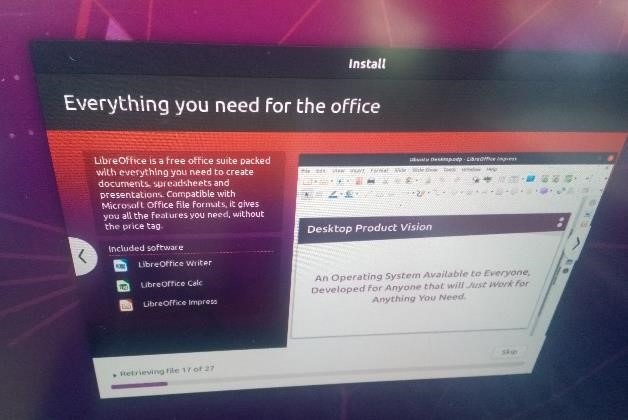 Install
Everything you need for the office
LibreOffice is a free office suite packed
with everything you need to create
documents, spreadsheets and
presentations. Compatible with
Microsoft Office file formats, it gives
you all the features you need, without
the price tag.
Included software
LibreOffice Writer
LibreOffice Calc
LibreOffice Impress
Ubuntu Desktop.odp - LibreOffice Impress
File Edit View Insert Format Slide Slide Show Tools Window Help
Desktop Product Vision
An Operating System Available to Everyone,
Developed for Anyone that will Just Work for
Anything You Need.
Skip
Retrieving file 17 of 27